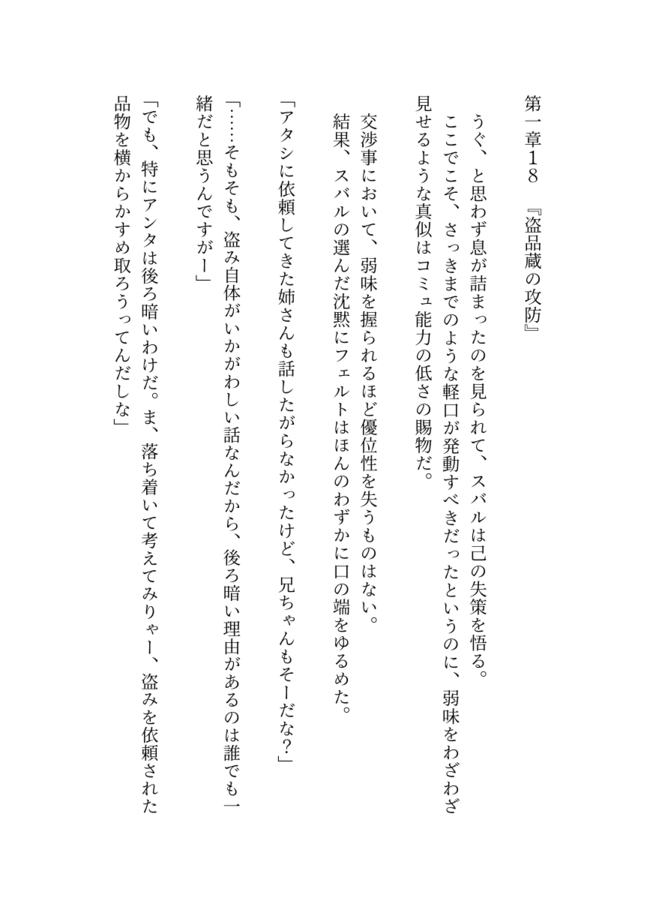 第一章１８　『盗品蔵の攻防』
うぐ、と思わず息が詰まったのを見られて、スバルは己の失策を悟る。
ここでこそ、さっきまでのような軽口が発動すべきだったというのに、弱味をわざわざ
見せるような真似はコミュ能力の低さの賜物だ。
交渉事において、弱味を握られるほど優位性を失うものはない。
結果、スバルの選んだ沈黙にフェルトはほんのわずかに口の端をゆるめた。
「アタシに依頼してきた姉さんも話したがらなかったけど、兄ちゃんもそーだな？」
「……そもそも、盗み自体がいかがわしい話なんだから、後ろ暗い理由があるのは誰でも一
緒だと思うんですがー」
「でも、特にアンタは後ろ暗いわけだ。ま、落ち着いて考えてみりゃー、盗みを依頼された
品物を横からかすめ取ろうってんだしな」